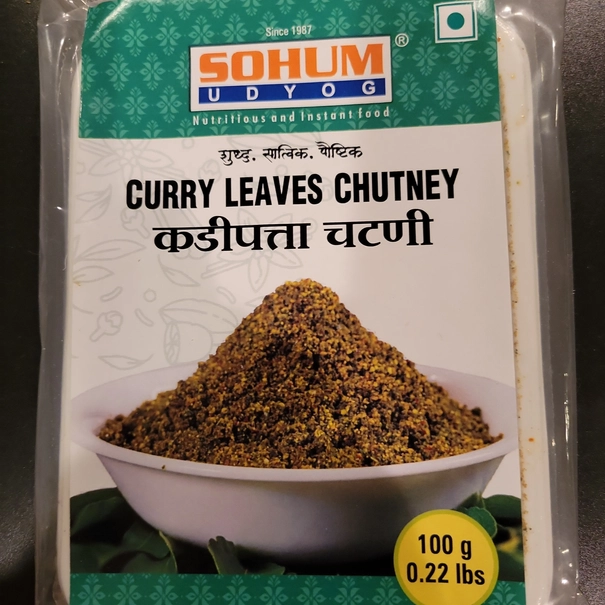 Since 1987
SOHUM ®
UDYOG
Nutritious and Instant food
शुध्द. सात्विक. पौष्टिक
CURRY LEAVES CHUTNEY
कडीपत्ता चटणी
100 g
0.22 lbs